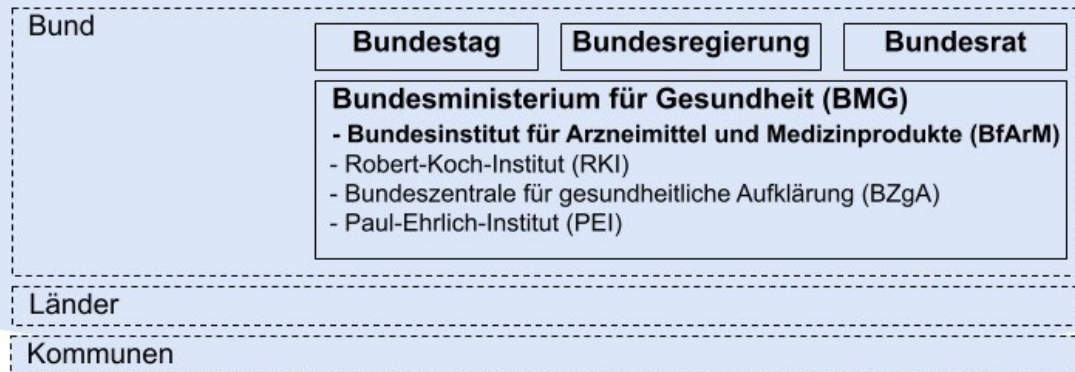 Bund
Bundestag
Bundesregierung
Bundesrat
Bundesministerium für Gesundheit (BMG)
- Bundesinstitut für Arzneimittel und Medizinprodukte (BfArM)
- Robert-Koch-Institut (RKI)
- Bundeszentrale für gesundheitliche Aufklärung (BZgA)
- Paul-Ehrlich-Institut (PEI)
Länder
Kommunen